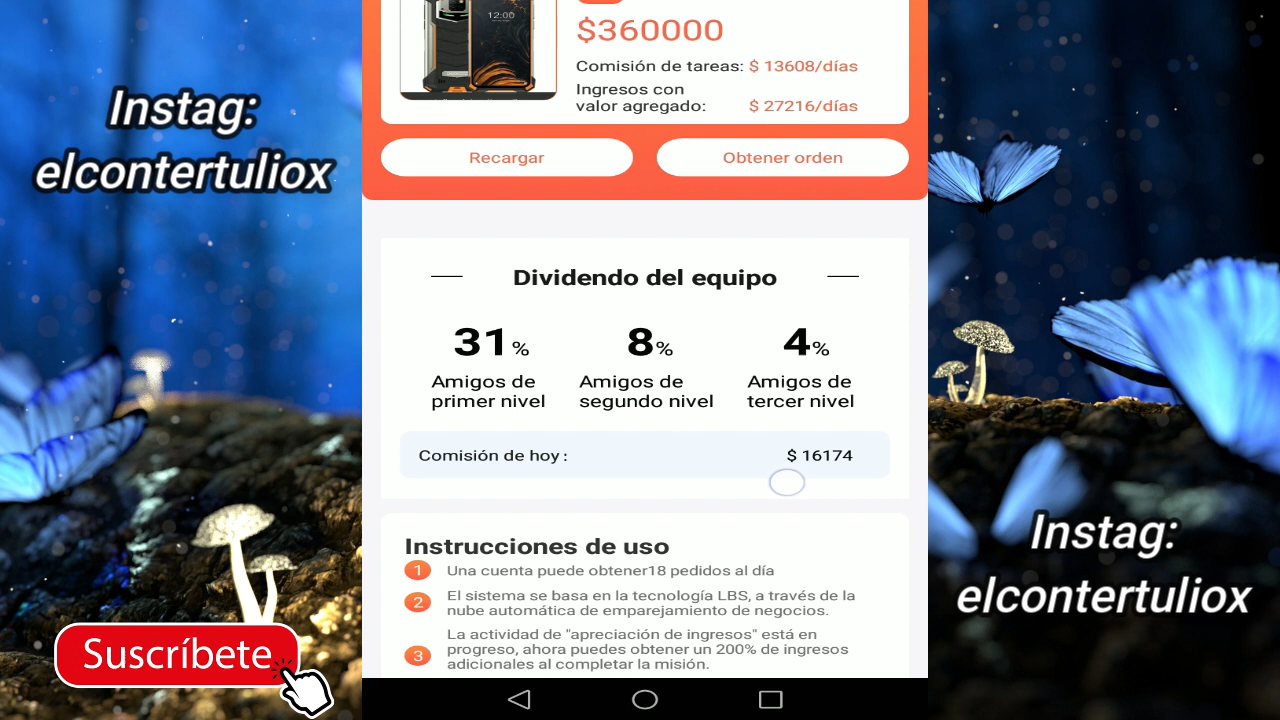 Instag:
elcontertuliox
12:00
$360000
Comisión de tareas: $ 13608/días
Ingresos con
valor agregado: $ 27216/días
Recargar
Obtener orden
Dividendo del equipo
31% 8% 4%
Amigos de primer nivel
Amigos de segundo nivel
Amigos de tercer nivel
Comisión de hoy : $ 16174
Instrucciones de uso
1 Una cuenta puede obtener18 pedidos al día
2 El sistema se basa en la tecnología LBS, a través de la
nube automática de emparejamiento de negocios.
3 La actividad de "apreciación de ingresos" está en
progreso, ahora puedes obtener un 200% de ingresos
adicionales al completar la misión.
Suscríbete
Instag:
elcontertuliox